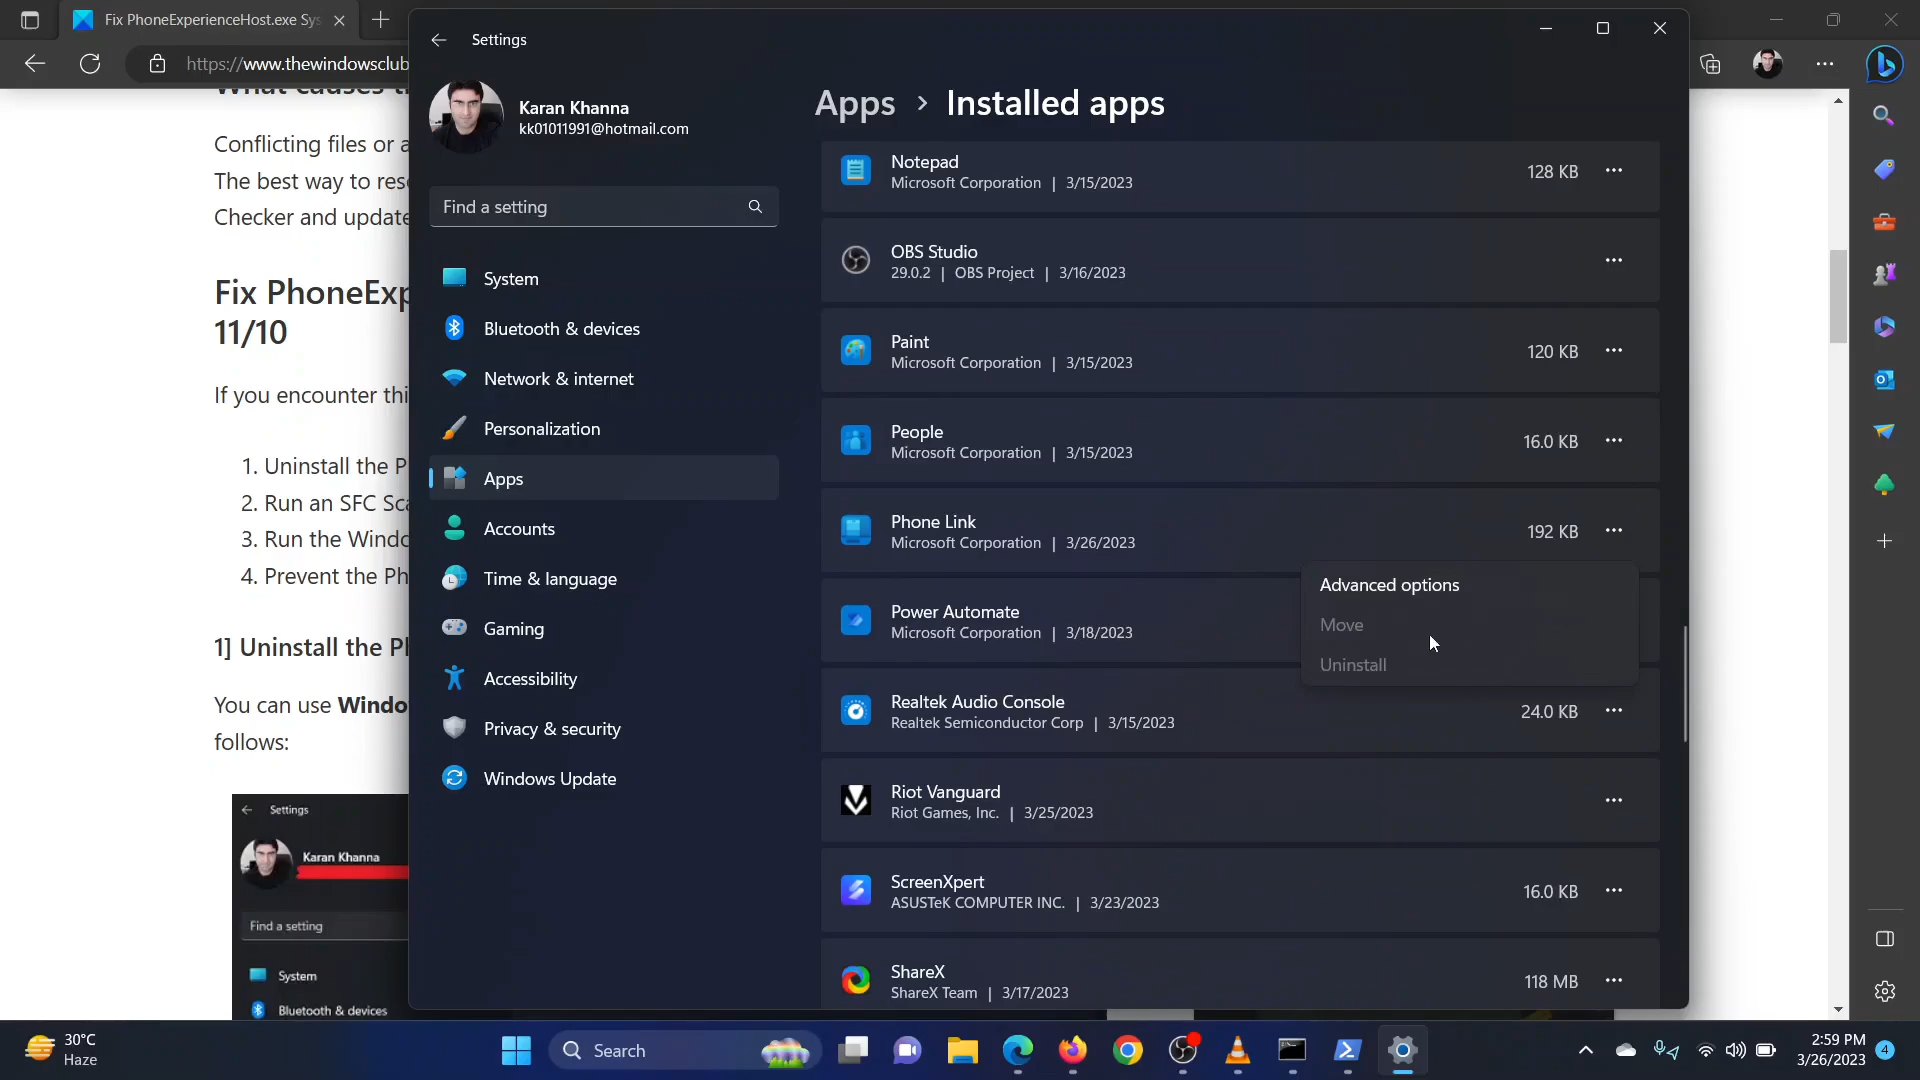 Fix PhoneExperienceHost.exe Sys
https://www.thewindowsclub
What causes t
Conflicting files or a
The best way to res
Checker and update
Fix PhoneExp
11/10
If you encounter thi
1. Uninstall the P
2. Run an SFC Sca
3. Run the Windo
4. Prevent the Ph
1] Uninstall the Ph
You can use Windo
follows:
Settings
Karan Khanna
Find a setting
System
Bluetooth & devices
Settings
Karan Khanna
kk01011991@hotmail.com
Find a setting
System
Bluetooth & devices
Network & internet
Personalization
Apps
Accounts
Time & language
Gaming
Accessibility
Privacy & security
Windows Update
Apps > Installed apps
Notepad
Microsoft Corporation | 3/15/2023
128 KB
OBS Studio
29.0.2 | OBS Project | 3/16/2023
Paint
Microsoft Corporation | 3/15/2023
120 KB
People
Microsoft Corporation | 3/15/2023
16.0 KB
Phone Link
Microsoft Corporation | 3/26/2023
192 KB
Advanced options
Move
Uninstall
Power Automate
Microsoft Corporation | 3/18/2023
Realtek Audio Console
Realtek Semiconductor Corp | 3/15/2023
24.0 KB
Riot Vanguard
Riot Games, Inc. | 3/25/2023
ScreenXpert
ASUSTeK COMPUTER INC. | 3/23/2023
16.0 KB
ShareX
ShareX Team | 3/17/2023
118 MB
30°C
Haze
Search
2:59 PM
3/26/2023
4